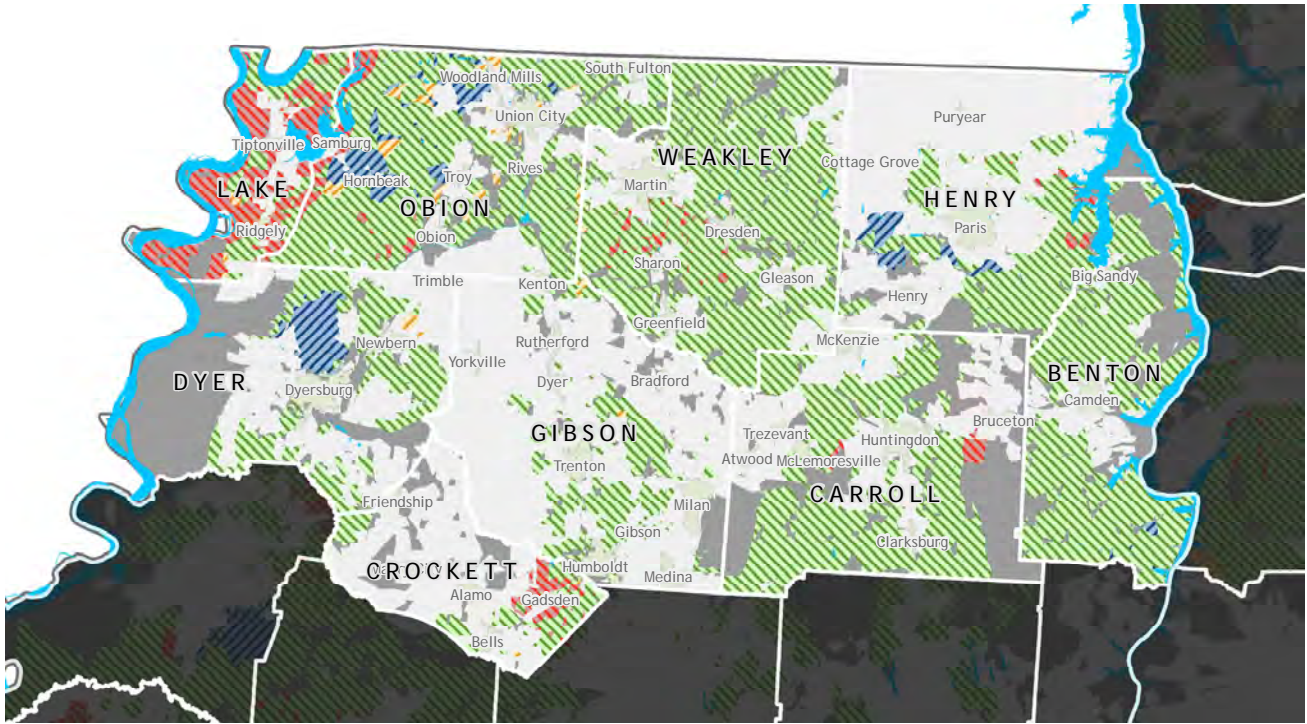 South Fulton
Woodland Mills
Union City
Puryear
Tiptonville
Samburg
WEAKLEY
Cottage Grove
Rives
Hornbeak
Troy
Martin
LAKE
OBION
HENRY
Paris
Ridgely
Obion
Dresden
Sharon
Gleason
Big Sandy
Trimble
Kenton
Henry
Greenfield
Newbern
Rutherford
McKenzie
Yorkville
DYER
Dyersburg
Dyer
Bradford
BENTON
Camden
GIBSON
Trezevant
Huntingdon
Bruceton
Trenton
Atwood
McLemoresville
CARROLL
Friendship
Milan
Gibson
Clarksburg
CROCKETT
Humboldt
Medina
Alamo
Gadsden
Bells